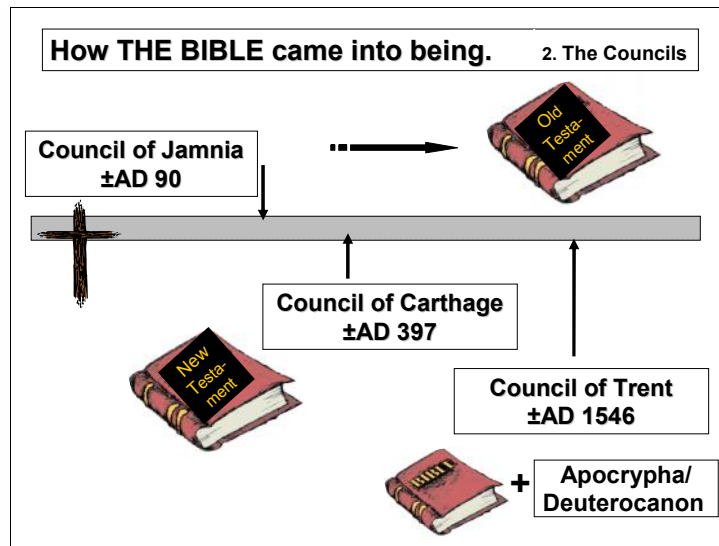 How THE BIBLE came into being. 2. The Councils
Old
Testa-
ment
Council of Jamnia
±AD 90
Council of Carthage
±AD 397
New
Testa-
ment
Council of Trent
±AD 1546
BIBLE
+
Apocrypha/
Deuterocanon